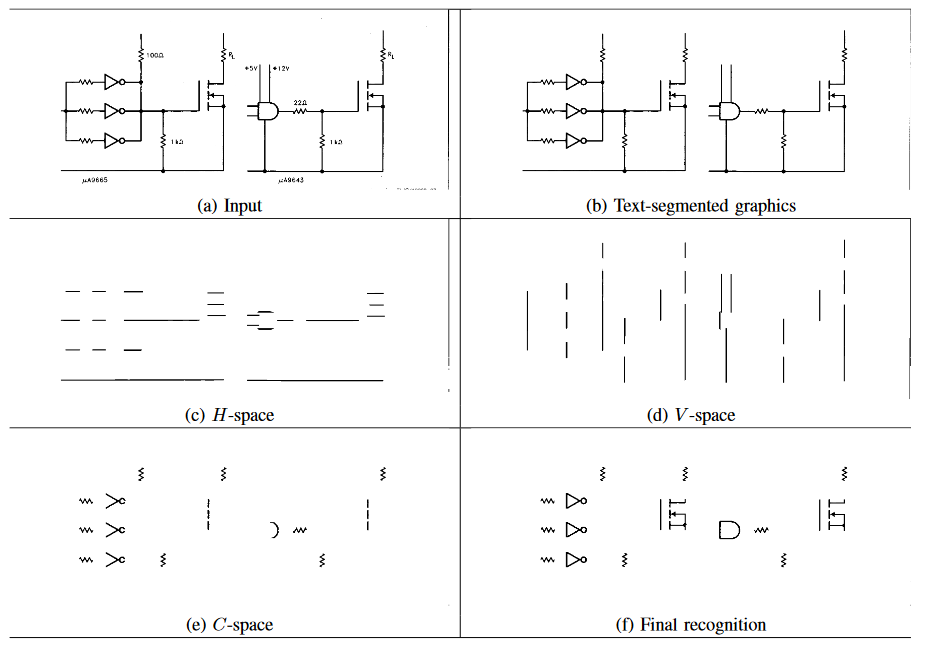 100Ω
RL
RL
+5V
+12V
22Ω
1kΩ
1kΩ
μA9665
μA9643
(a) Input
(b) Text-segmented graphics
(c) H-space
(d) V-space
(e) C-space
(f) Final recognition